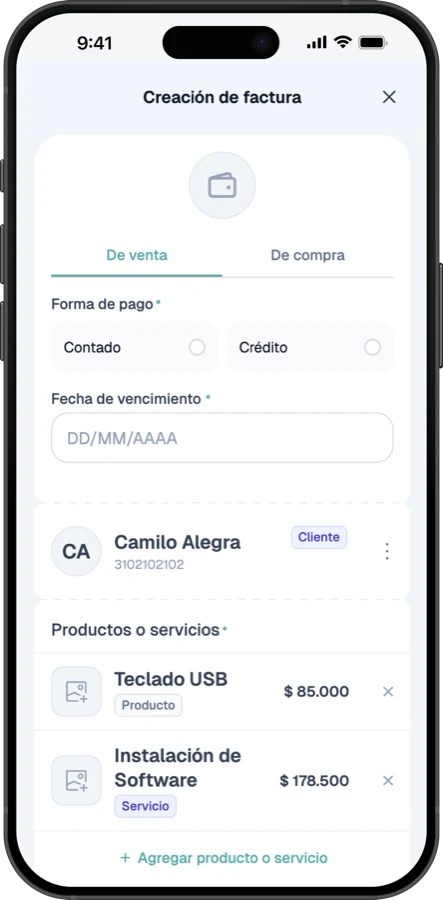 9:41
Creación de factura
De venta
De compra
Forma de pago*
Contado
Crédito
Fecha de vencimiento *
DD/MM/AAAA
CA
Camilo Alegra
Cliente
3102102102
Productos o servicios*
Teclado USB
$ 85.000
Producto
Instalación de
Software
$ 178.500
Servicio
+ Agregar producto o servicio